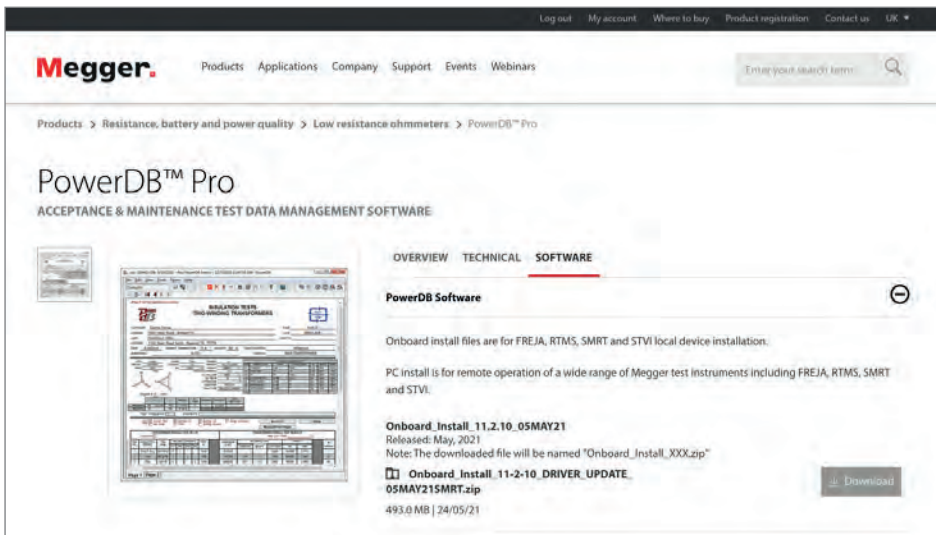 Log out My account Where to buy Product registration Contact us UK
Megger.
Products Applications Company Support Events Webinars
Enter your search term
Products > Resistance, battery and power quality > Low resistance ohmmeters > PowerDB™ Pro
PowerDB™ Pro
ACCEPTANCE & MAINTENANCE TEST DATA MANAGEMENT SOFTWARE
INSULATION TESTS
TWO WINDING TRANSFORMERS
Page 1 Page 2
OVERVIEW TECHNICAL SOFTWARE
PowerDB Software
Onboard install files are for FREJA, RTMS, SMRT and STVI local device installation.
PC install is for remote operation of a wide range of Megger test instruments including FREJA, RTMS, SMRT
and STVI.
Onboard_Install_11.2.10_05MAY21
Released: May, 2021
Note: The downloaded file will be named "Onboard_Install_XXX.zip"
Onboard_Install_11-2-10_DRIVER_UPDATE_
05MAY21SMRT.zip
493.0 MB | 24/05/21
Download